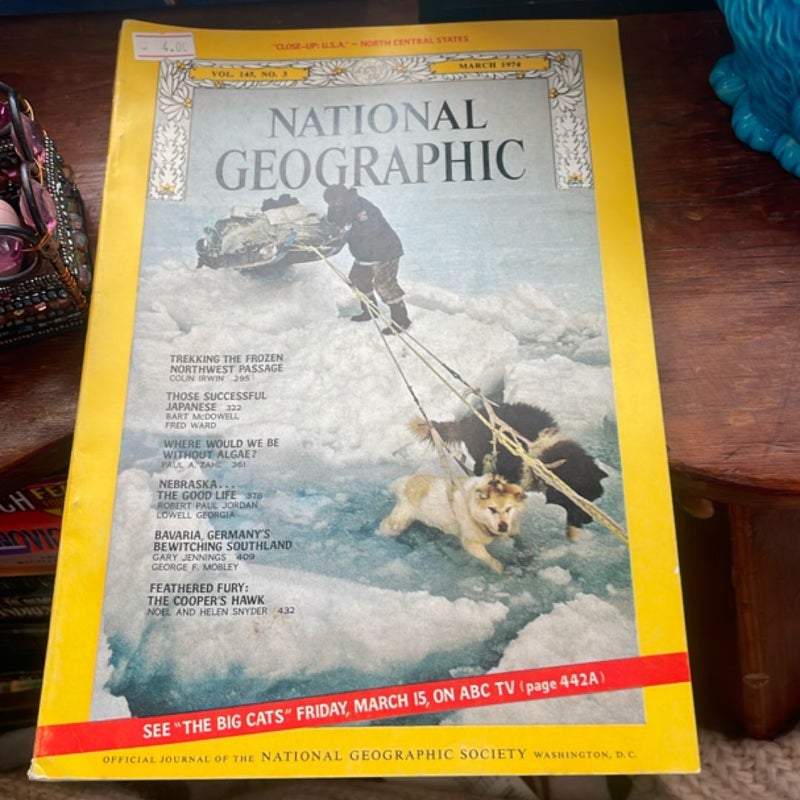 4.00
"CLOSE-UP: U.S.A." — NORTH CENTRAL STATES
VOL. 145, NO. 3
MARCH 1974
NATIONAL
GEOGRAPHIC
TREKKING THE FROZEN
NORTHWEST PASSAGE
COLIN IRWIN 295
THOSE SUCCESSFUL
JAPANESE 322
BART McDOWELL
FRED WARD
WHERE WOULD WE BE
WITHOUT ALGAE?
PAUL A. ZAHL 361
NEBRASKA...
THE GOOD LIFE 378
ROBERT PAUL JORDAN
LOWELL GEORGIA
BAVARIA, GERMANY'S
BEWITCHING SOUTHLAND
GARY JENNINGS 409
GEORGE F. MOBLEY
FEATHERED FURY:
THE COOPER'S HAWK
NOEL AND HELEN SNYDER 432
SEE "THE BIG CATS" FRIDAY, MARCH 15, ON ABC TV (page 442A)
OFFICIAL JOURNAL OF THE NATIONAL GEOGRAPHIC SOCIETY WASHINGTON, D.C.